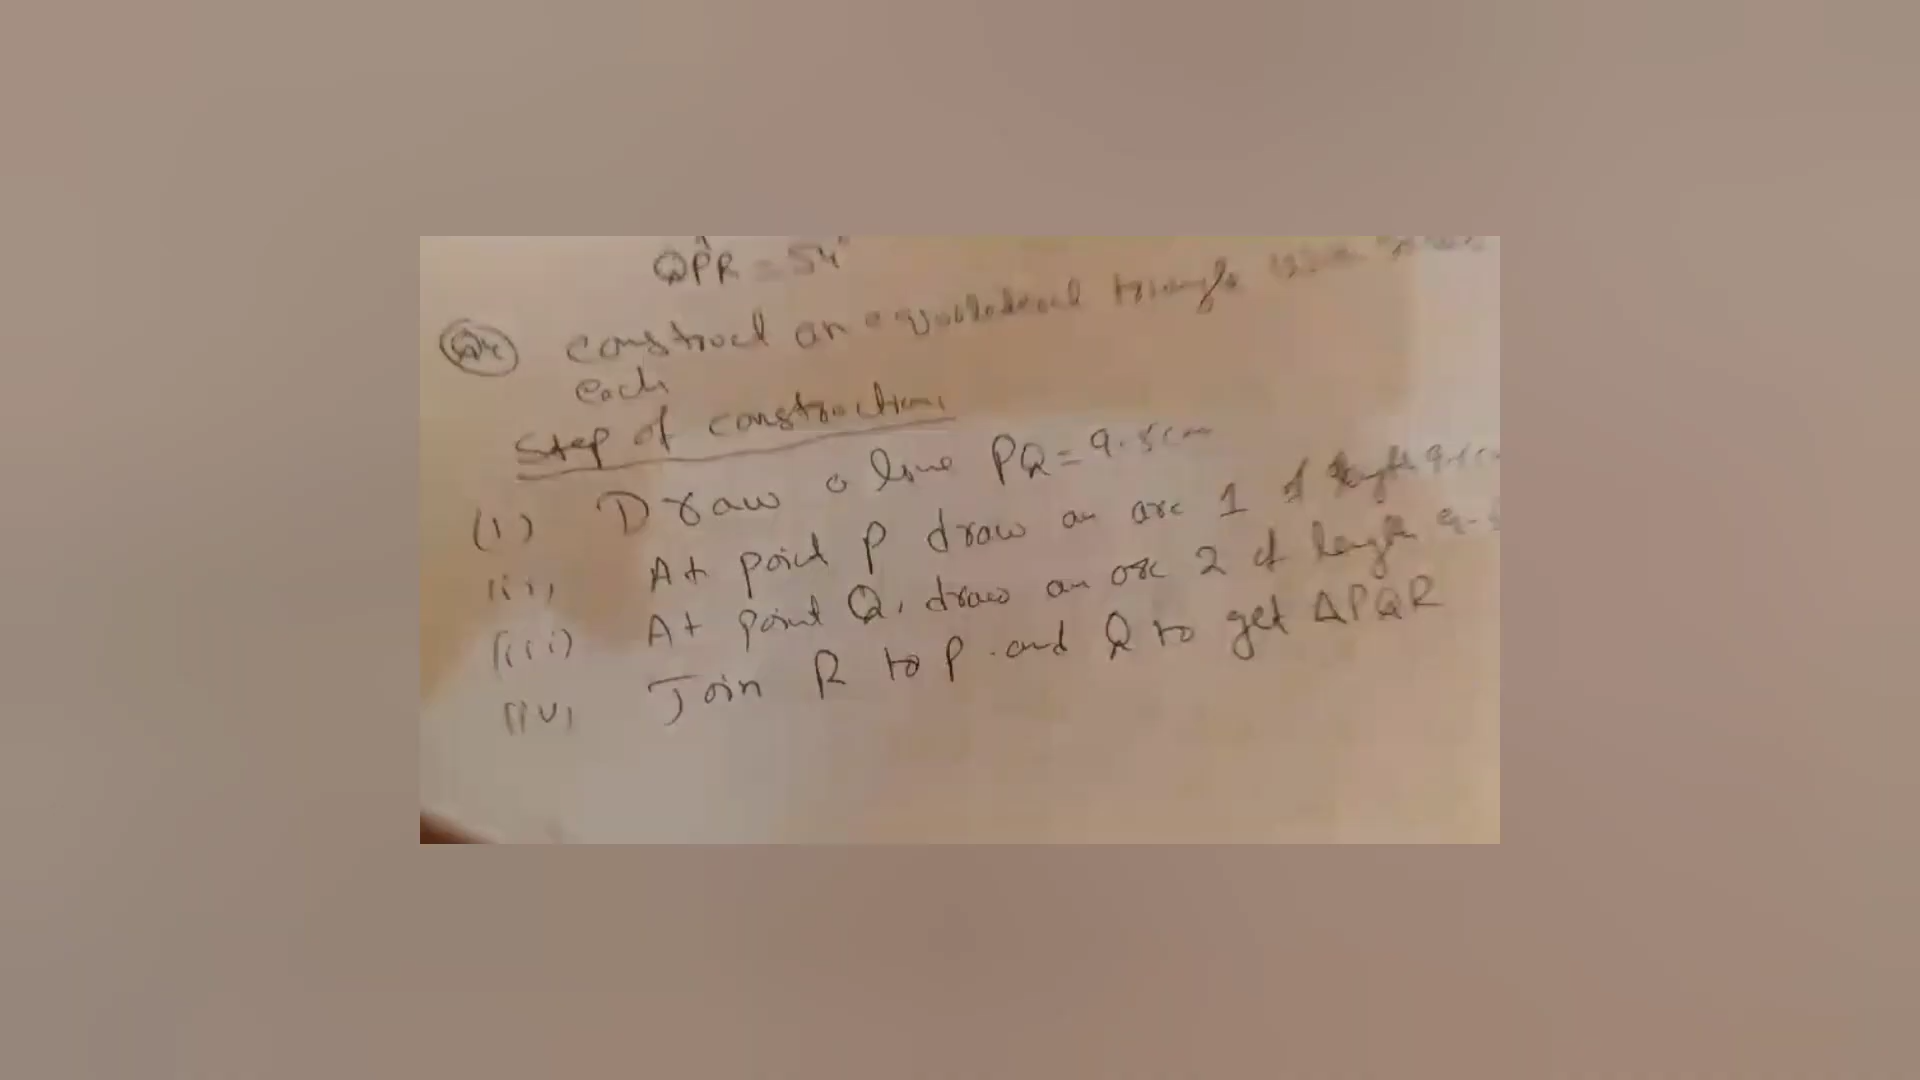 QP̂R = 54°
construct an equilateral triangle
each
Step of construction
(i) Draw a line PQ = 9.5cm
(ii) At point P draw an arc 1 of length
(iii) At point Q, draw an arc 2 of length
(iv) Join R to P and Q to get ΔPQR